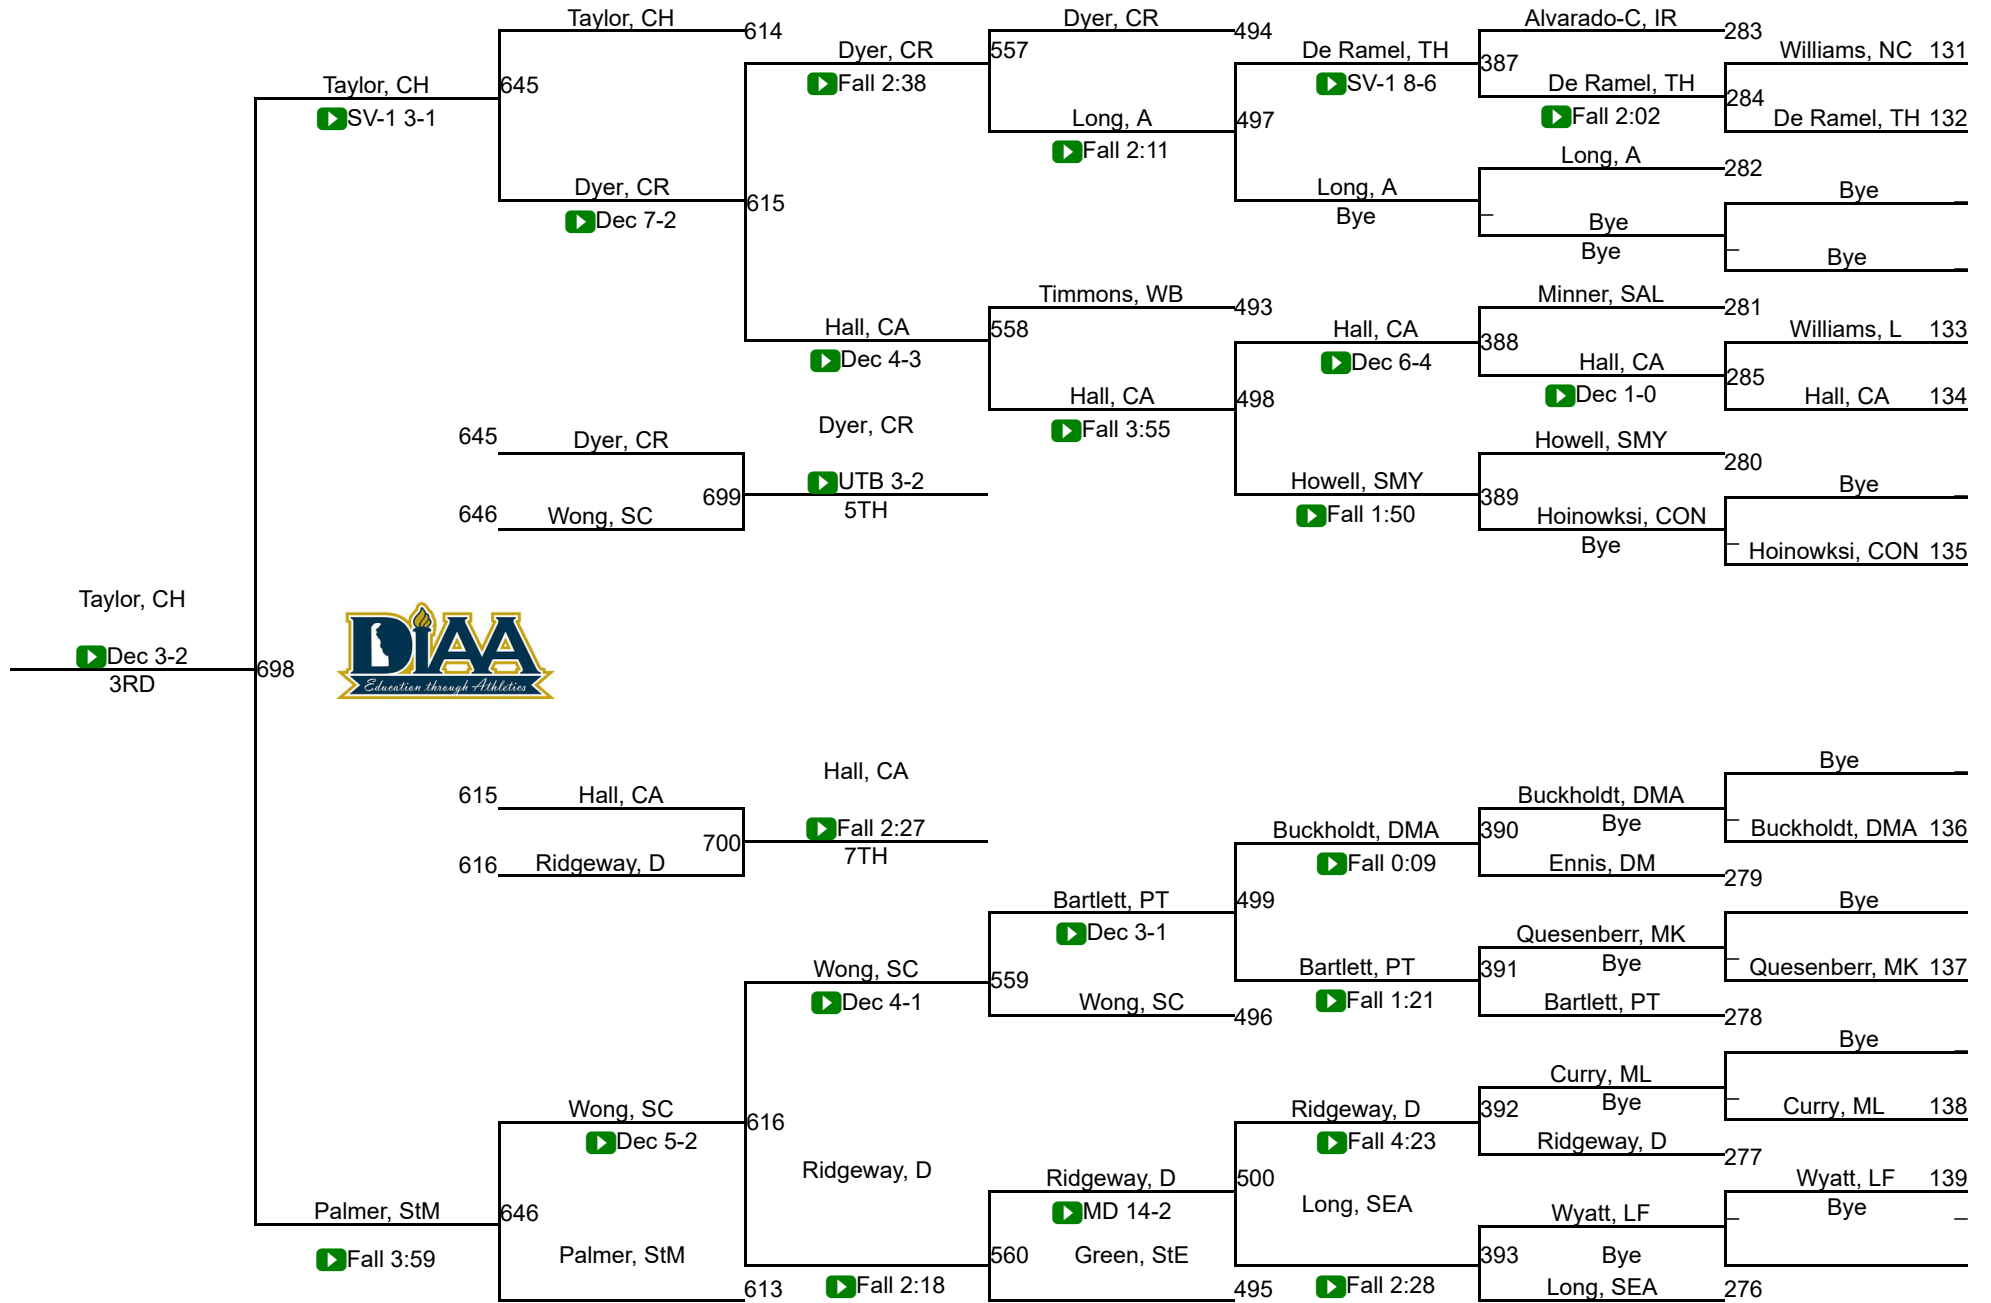 Taylor, CH
614
Dyer, CR
494
Alvarado-C, IR
283
Dyer, CR
557
De Ramel, TH
387
Williams, NC 131
Fall 2:38
SV-1 8-6
De Ramel, TH
284
Taylor, CH
645
SV-1 3-1
Long, A
497
Fall 2:02
De Ramel, TH 132
Fall 2:11
Long, A
282
Dyer, CR
615
Long, A
Bye
Bye
Dec 7-2
Bye
Bye
Bye
Timmons, WB
493
Minner, SAL
281
Hall, CA
558
Hall, CA
388
Williams, L 133
Dec 4-3
Dec 6-4
Hall, CA
285
Hall, CA
498
Dec 1-0
Hall, CA 134
Dyer, CR
Fall 3:55
645
Dyer, CR
Howell, SMY
280
UTB 3-2
Howell, SMY
389
Bye
646
Wong, SC
699
5TH
Fall 1:50
Hoinowksi, CON
Bye
Hoinowksi, CON 135
Taylor, CH
Dec 3-2
698
3RD
DIAA
Education through Athletics
Hall, CA
Bye
615
Hall, CA
Buckholdt, DMA
Fall 2:27
Buckholdt, DMA
390
Bye
Buckholdt, DMA 136
616
Ridgeway, D
700
7TH
Fall 0:09
Ennis, DM
279
Bartlett, PT
499
Bye
Dec 3-1
Quesenberr, MK
Wong, SC
559
Bartlett, PT
391
Bye
Quesenberr, MK 137
Dec 4-1
Wong, SC
496
Fall 1:21
Bartlett, PT
278
Bye
Curry, ML
Wong, SC
616
Ridgeway, D
392
Bye
Curry, ML 138
Dec 5-2
Fall 4:23
Ridgeway, D
277
Ridgeway, D
Ridgeway, D
500
Wyatt, LF 139
Palmer, StM
646
MD 14-2
Long, SEA
Wyatt, LF
Bye
Fall 3:59
Palmer, StM
560
Green, StE
393
Bye
613
Fall 2:18
495
Fall 2:28
Long, SEA
276